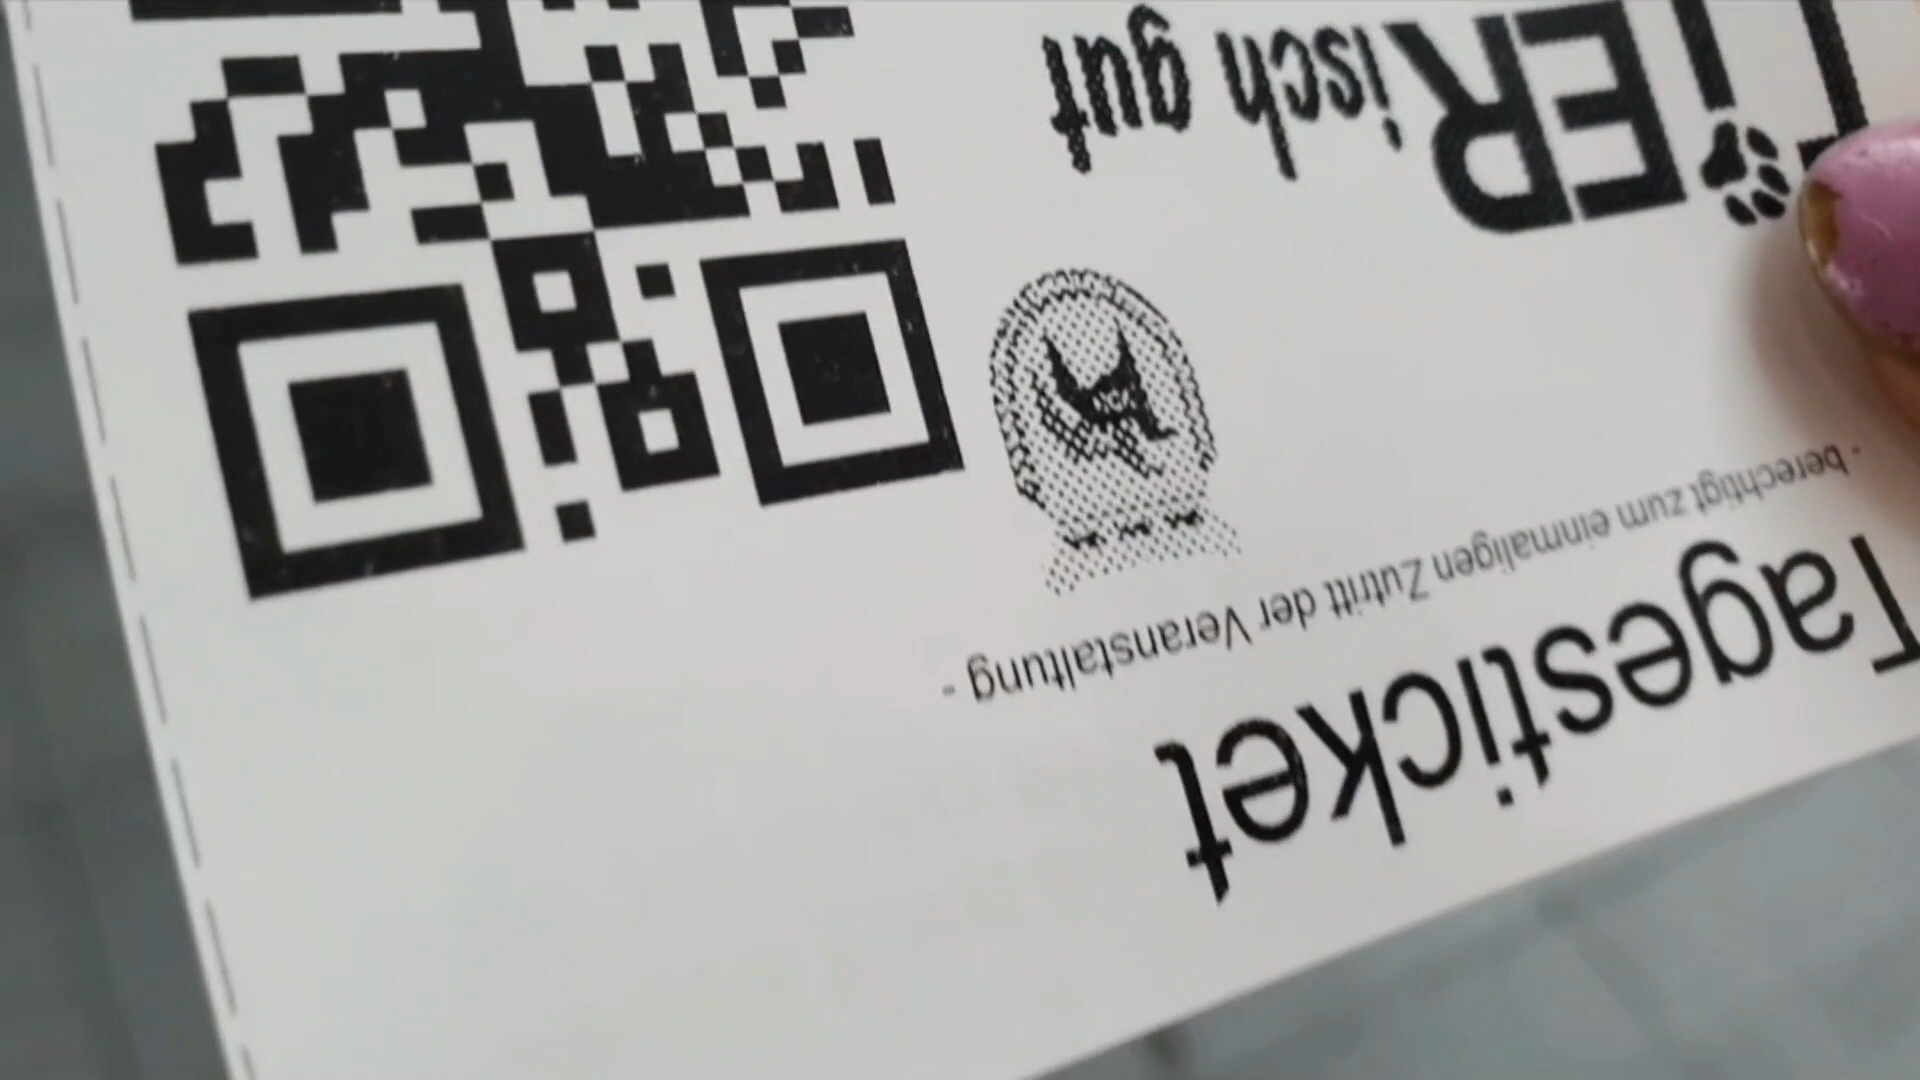 Tagesticket
- berechtigt zum einmaligen Zutritt der Veranstaltung -
TiERisch gut